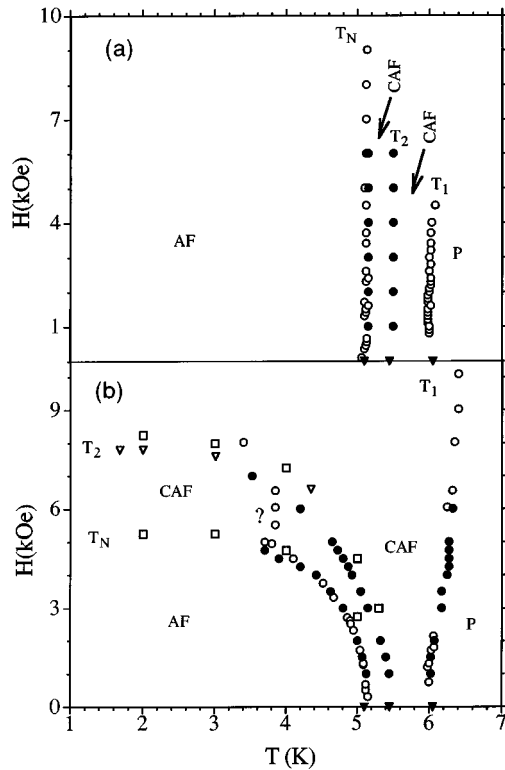 10
(a)
T_N
CAF
T_2
CAF
T_1
7
H(kOe)
4
AF
P
1
(b)
T_1
9
T_2
CAF
6
?
H(kOe)
T_N
CAF
3
AF
P
0
1 2 3 4 5 6 7
T (K)